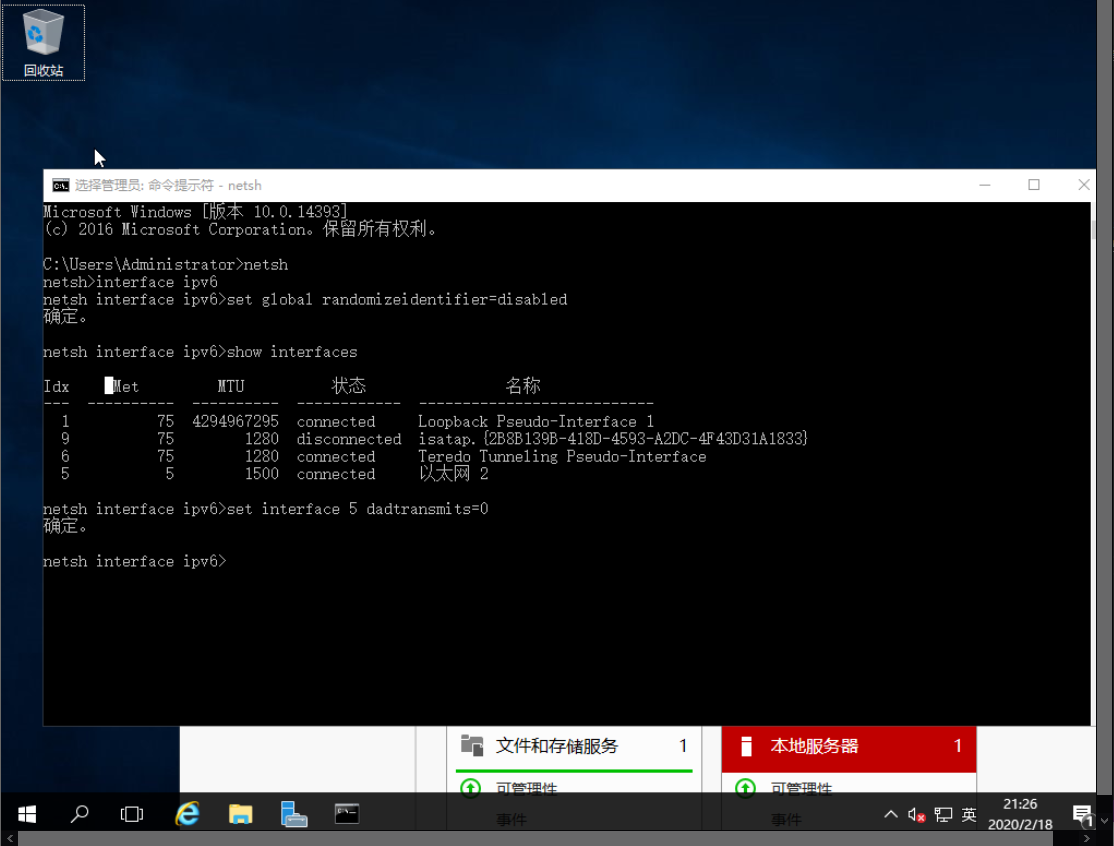 回收站
选择管理员: 命令提示符 - netsh
Microsoft Windows [版本 10.0.14393]
(c) 2016 Microsoft Corporation。保留所有权利。
C:\Users\Administrator>netsh
netsh>interface ipv6
netsh interface ipv6>set global randomizeidentifier=disabled
确定。
netsh interface ipv6>show interfaces
Idx Met MTU 状态 名称
--- ---------- ---------- ------------ ---------------------------
1 75 4294967295 connected Loopback Pseudo-Interface 1
9 75 1280 disconnected isatap.{2B8B139B-418D-4593-A2DC-4F43D31A1833}
6 75 1280 connected Teredo Tunneling Pseudo-Interface
5 5 1500 connected 以太网 2
netsh interface ipv6>set interface 5 dadtransmits=0
确定。
netsh interface ipv6>
文件和存储服务 1
本地服务器 1
可管理性
可管理性
事件
事件
英
21:26
2020/2/18
1